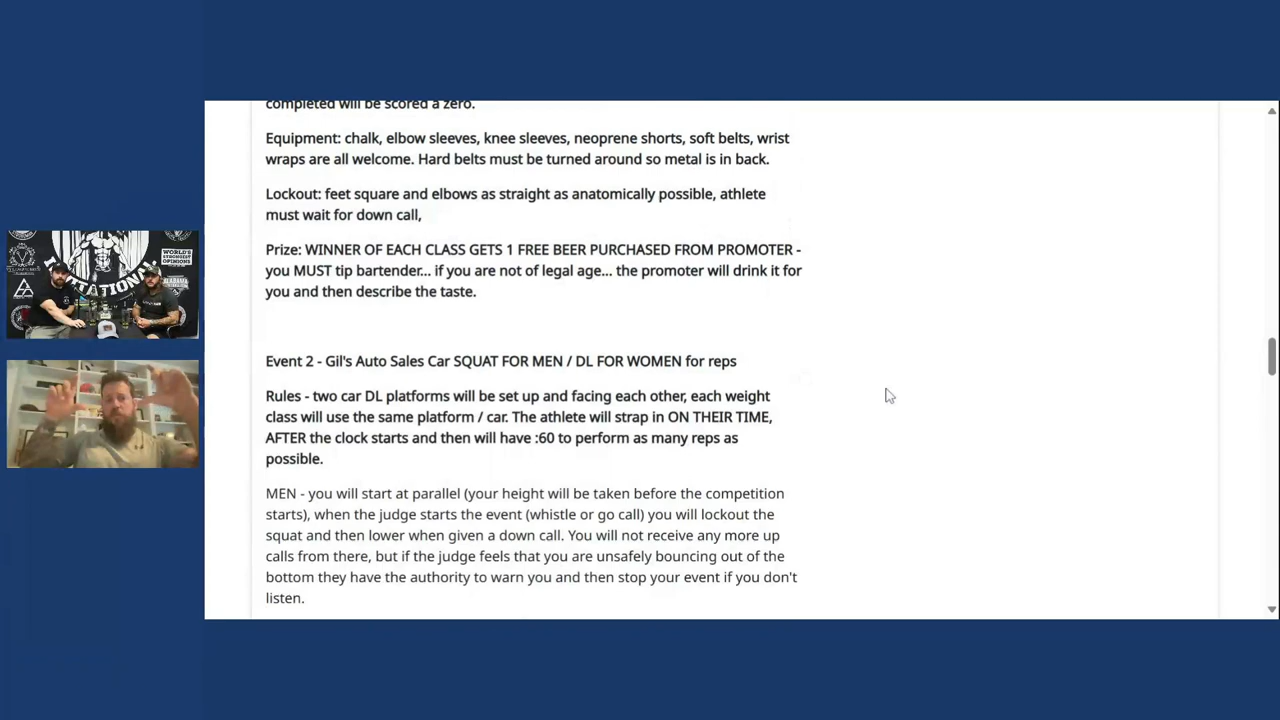 completed will be scored a zero.
Equipment: chalk, elbow sleeves, knee sleeves, neoprene shorts, soft belts, wrist
wraps are all welcome. Hard belts must be turned around so metal is in back.
Lockout: feet square and elbows as straight as anatomically possible, athlete
must wait for down call,
Prize: WINNER OF EACH CLASS GETS 1 FREE BEER PURCHASED FROM PROMOTER -
you MUST tip bartender... if you are not of legal age... the promoter will drink it for
you and then describe the taste.
Event 2 - Gil's Auto Sales Car SQUAT FOR MEN / DL FOR WOMEN for reps
Rules - two car DL platforms will be set up and facing each other, each weight
class will use the same platform / car. The athlete will strap in ON THEIR TIME,
AFTER the clock starts and then will have :60 to perform as many reps as
possible.
MEN - you will start at parallel (your height will be taken before the competition
starts), when the judge starts the event (whistle or go call) you will lockout the
squat and then lower when given a down call. You will not receive any more up
calls from there, but if the judge feels that you are unsafely bouncing out of the
bottom they have the authority to warn you and then stop your event if you don't
listen.
WORLD'S
STRONGEST
OPINIONS
ALABAMA